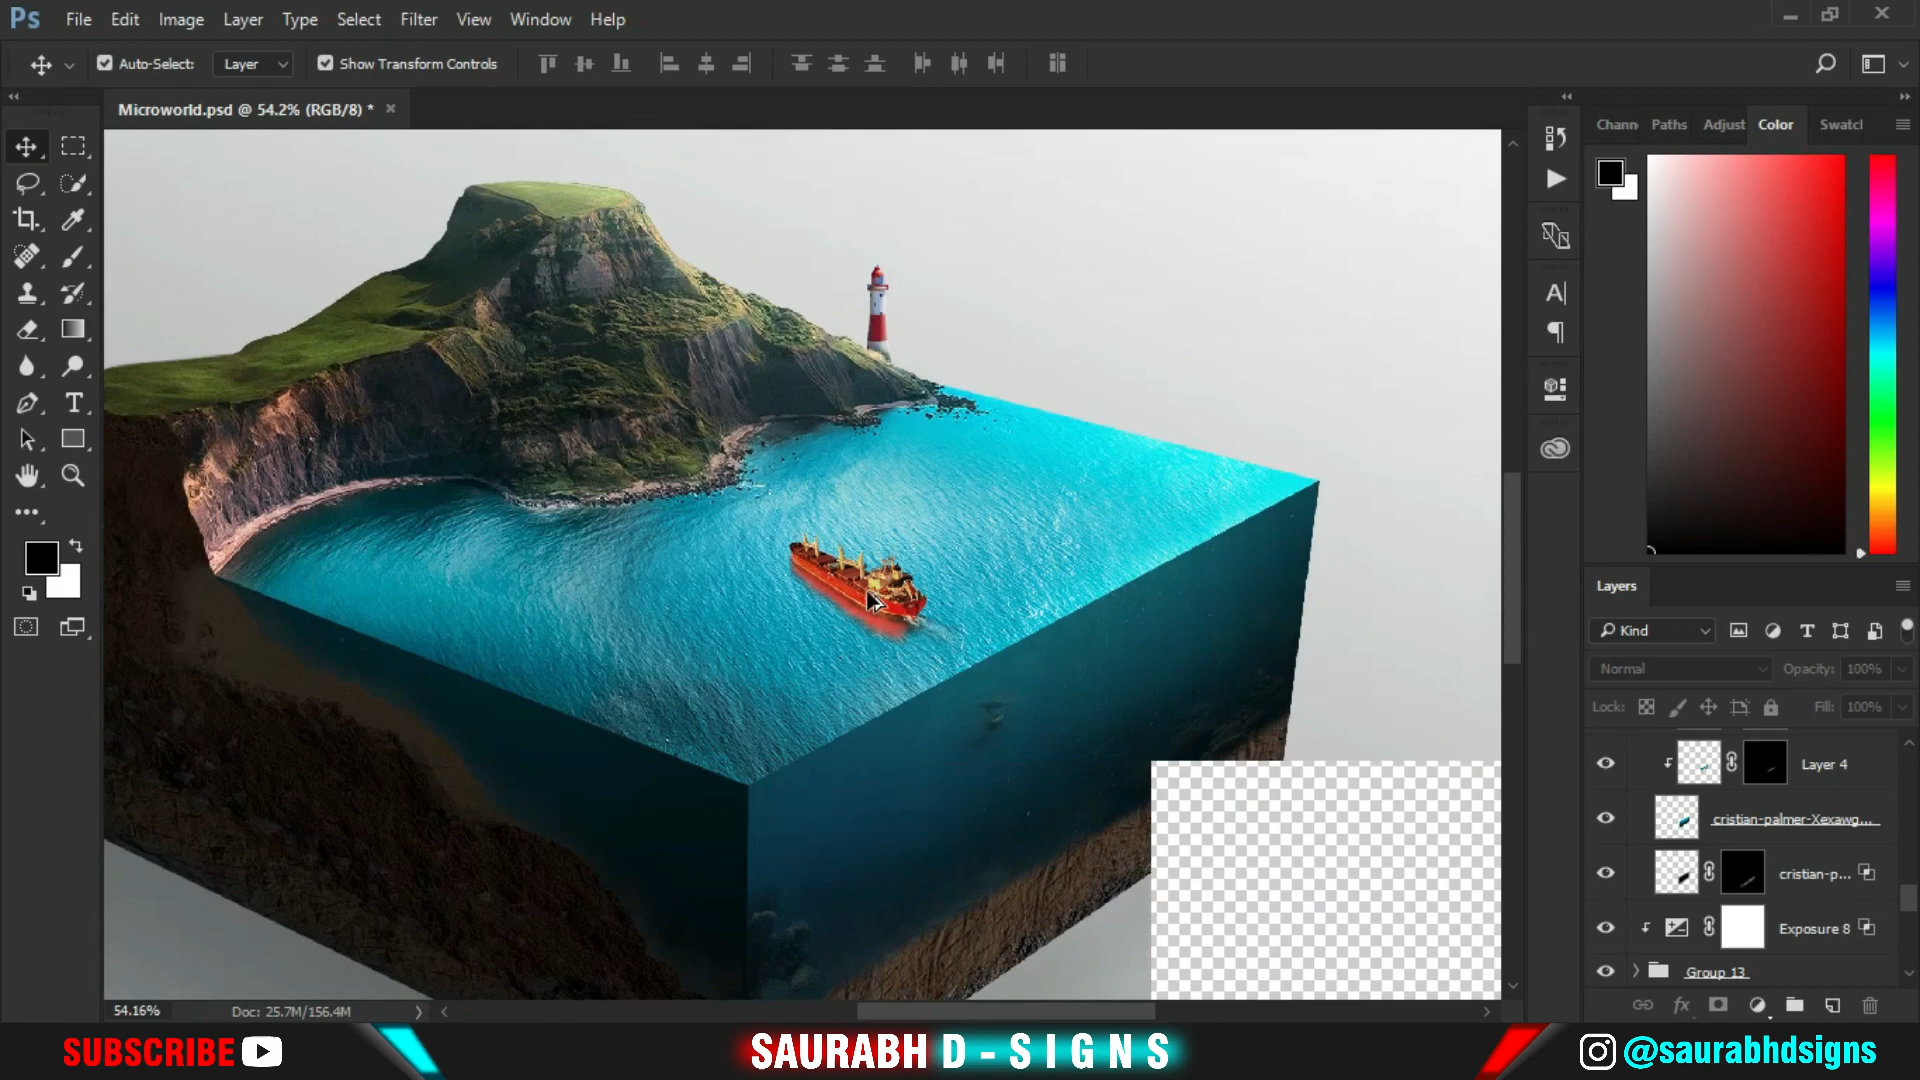 Ps File Edit Image Layer Type Select Filter View Window Help
Auto-Select: Layer Show Transform Controls
Microworld.psd @ 54.2% (RGB/8) *
Chann Paths Adjust Color Swatcl
Layers
Kind
Normal Opacity: 100%
Lock: Fill: 100%
Layer 4
cristian-palmer-Xexawg...
cristian-p...
Exposure 8
Group 13
54.16% Doc: 25.7M/156.4M
SUBSCRIBE SAURABH D-SIGNS @saurabhdsigns